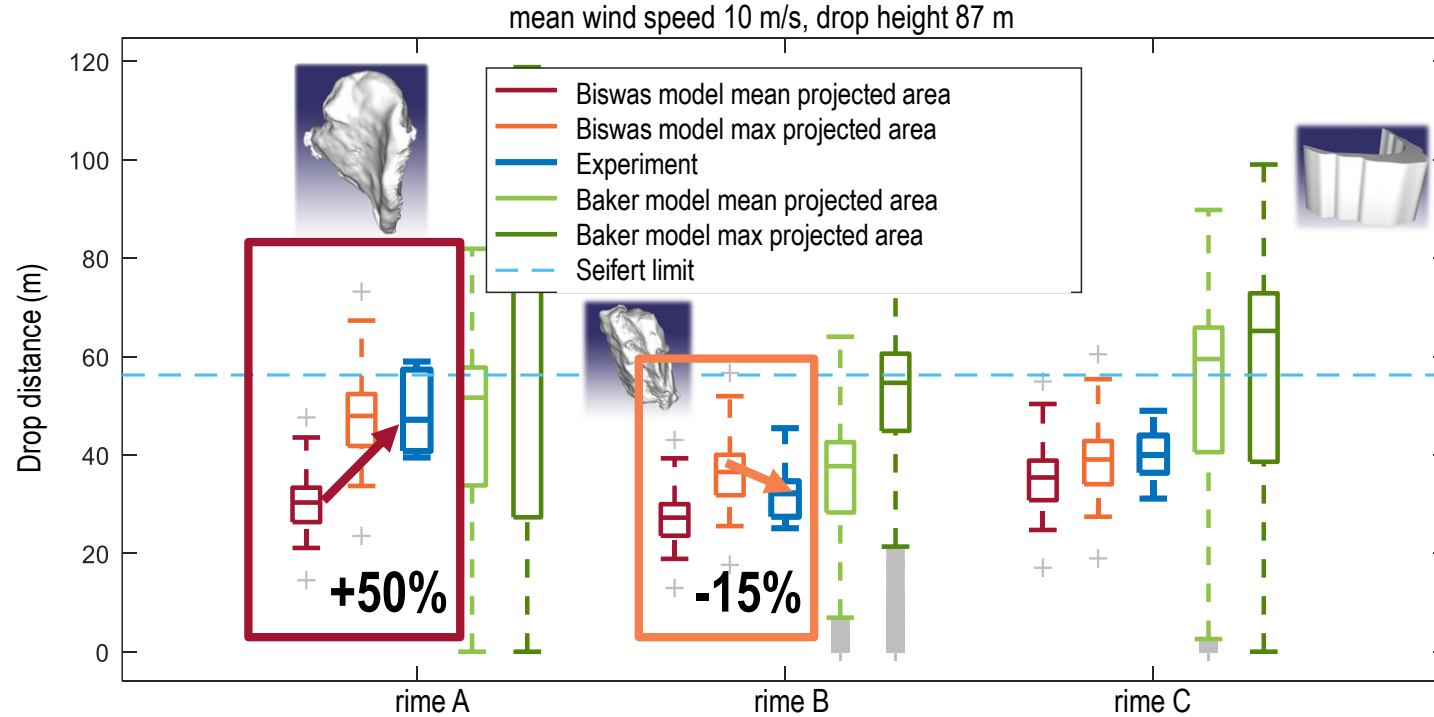 mean wind speed 10 m/s, drop height 87 m
120
100
80
60
40
20
0
Drop distance (m)
Biswas model mean projected area
Biswas model max projected area
Experiment
Baker model mean projected area
Baker model max projected area
Seifert limit
+50%
-15%
rime A
rime B
rime C